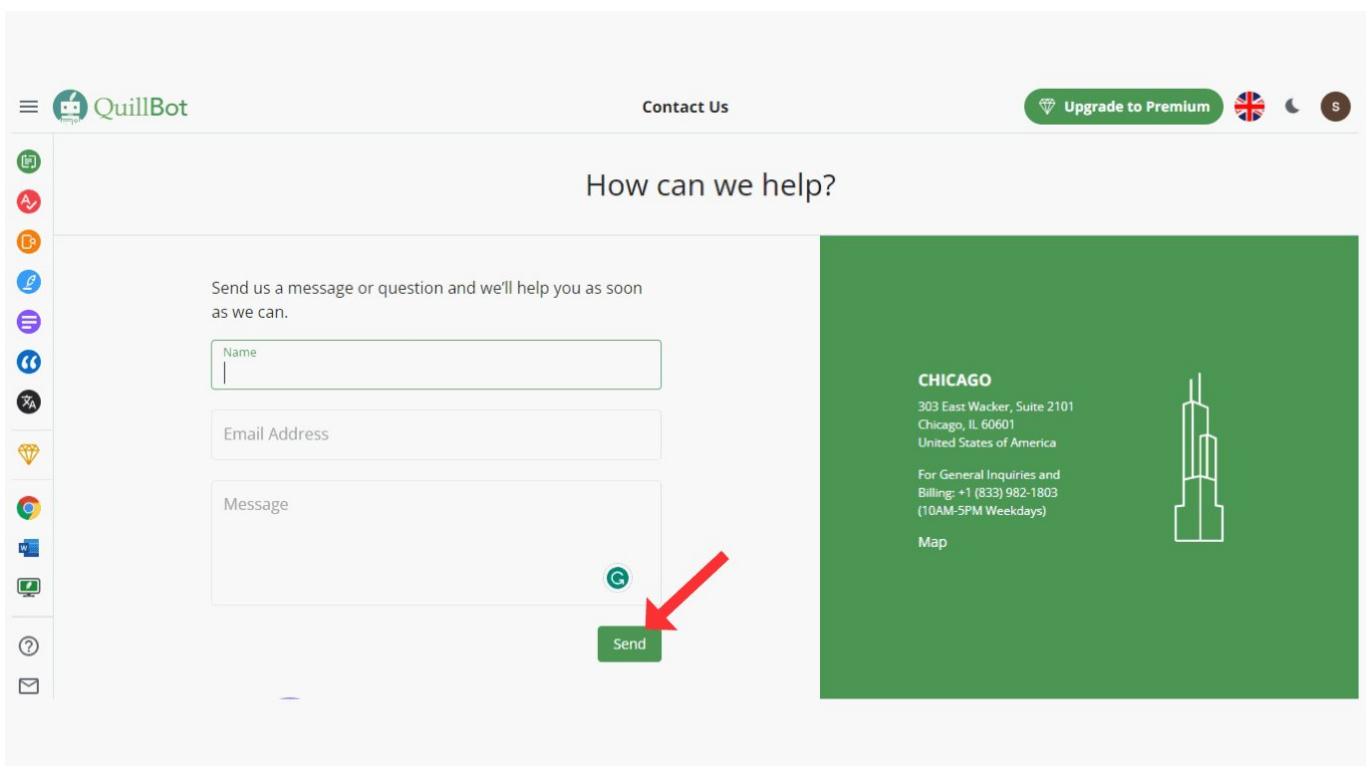 QuillBot
Contact Us
Upgrade to Premium
S
How can we help?
Send us a message or question and we'll help you as soon
as we can.
Name
Email Address
Message
Send
CHICAGO
303 East Wacker, Suite 2101
Chicago, IL 60601
United States of America
For General Inquiries and
Billing: +1 (833) 982-1803
(10AM-5PM Weekdays)
Map